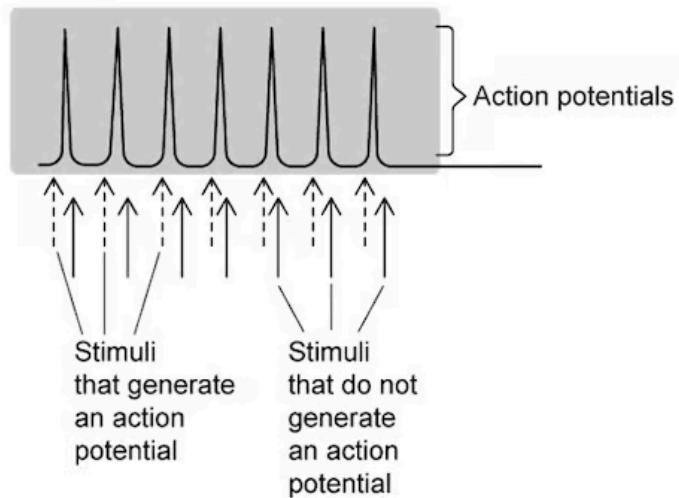 Action potentials
Stimuli
that generate
an action
potential
Stimuli
that do not
generate
an action
potential